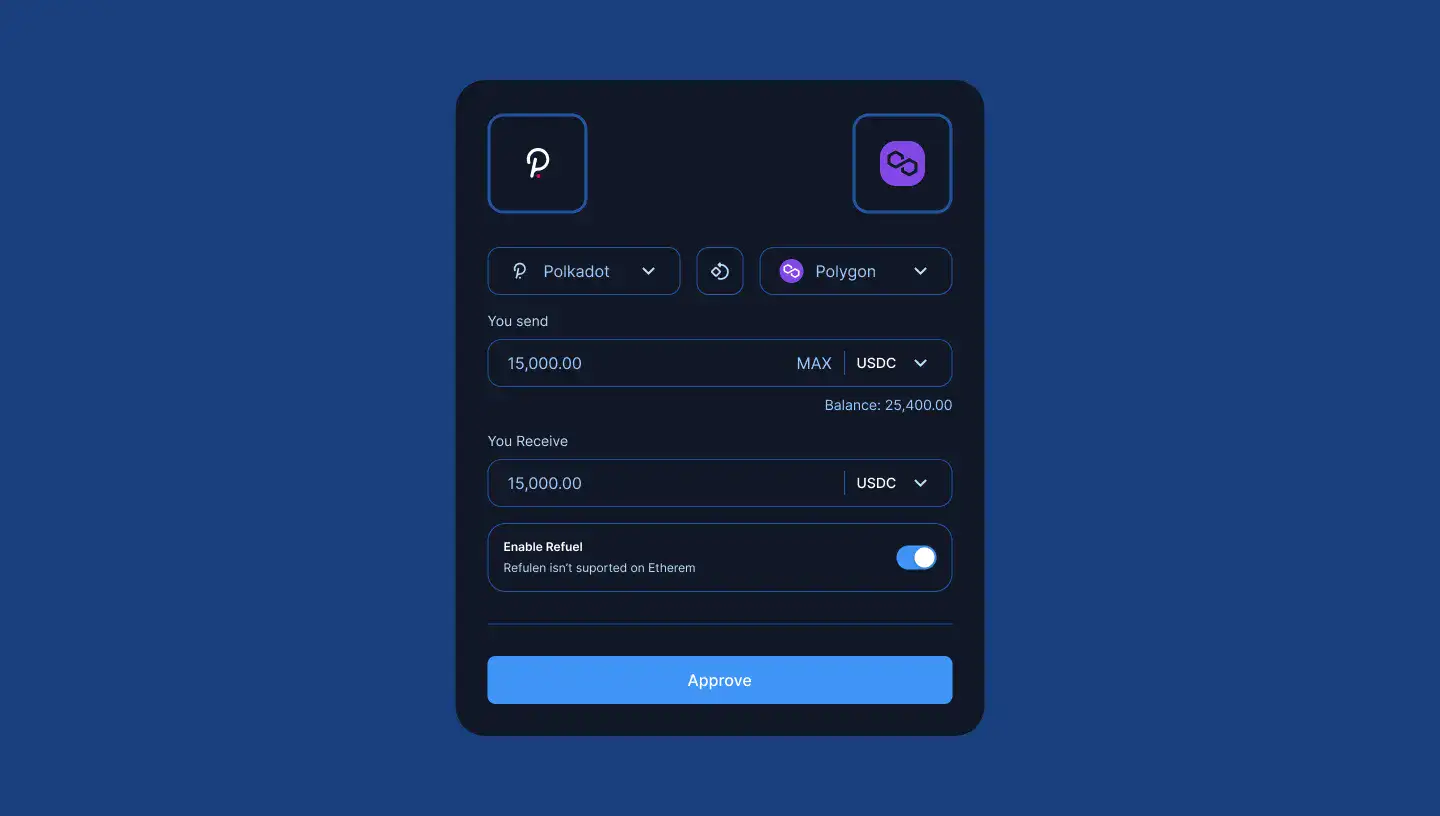 Polkadot
Polygon
You send
15,000.00 MAX USDC
Balance: 25,400.00
You Receive
15,000.00 USDC
Enable Refuel
Refulen isn't suported on Etherem
Approve